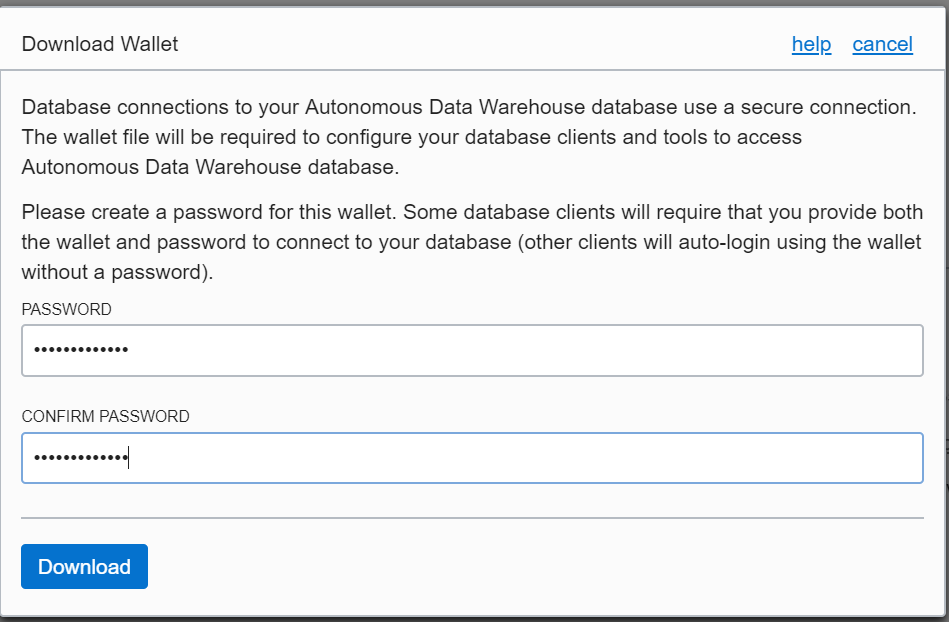 Download Wallet help cancel
Database connections to your Autonomous Data Warehouse database use a secure connection.
The wallet file will be required to configure your database clients and tools to access
Autonomous Data Warehouse database.
Please create a password for this wallet. Some database clients will require that you provide both
the wallet and password to connect to your database (other clients will auto-login using the wallet
without a password).
PASSWORD
•••••••••••••
CONFIRM PASSWORD
•••••••••••••
Download